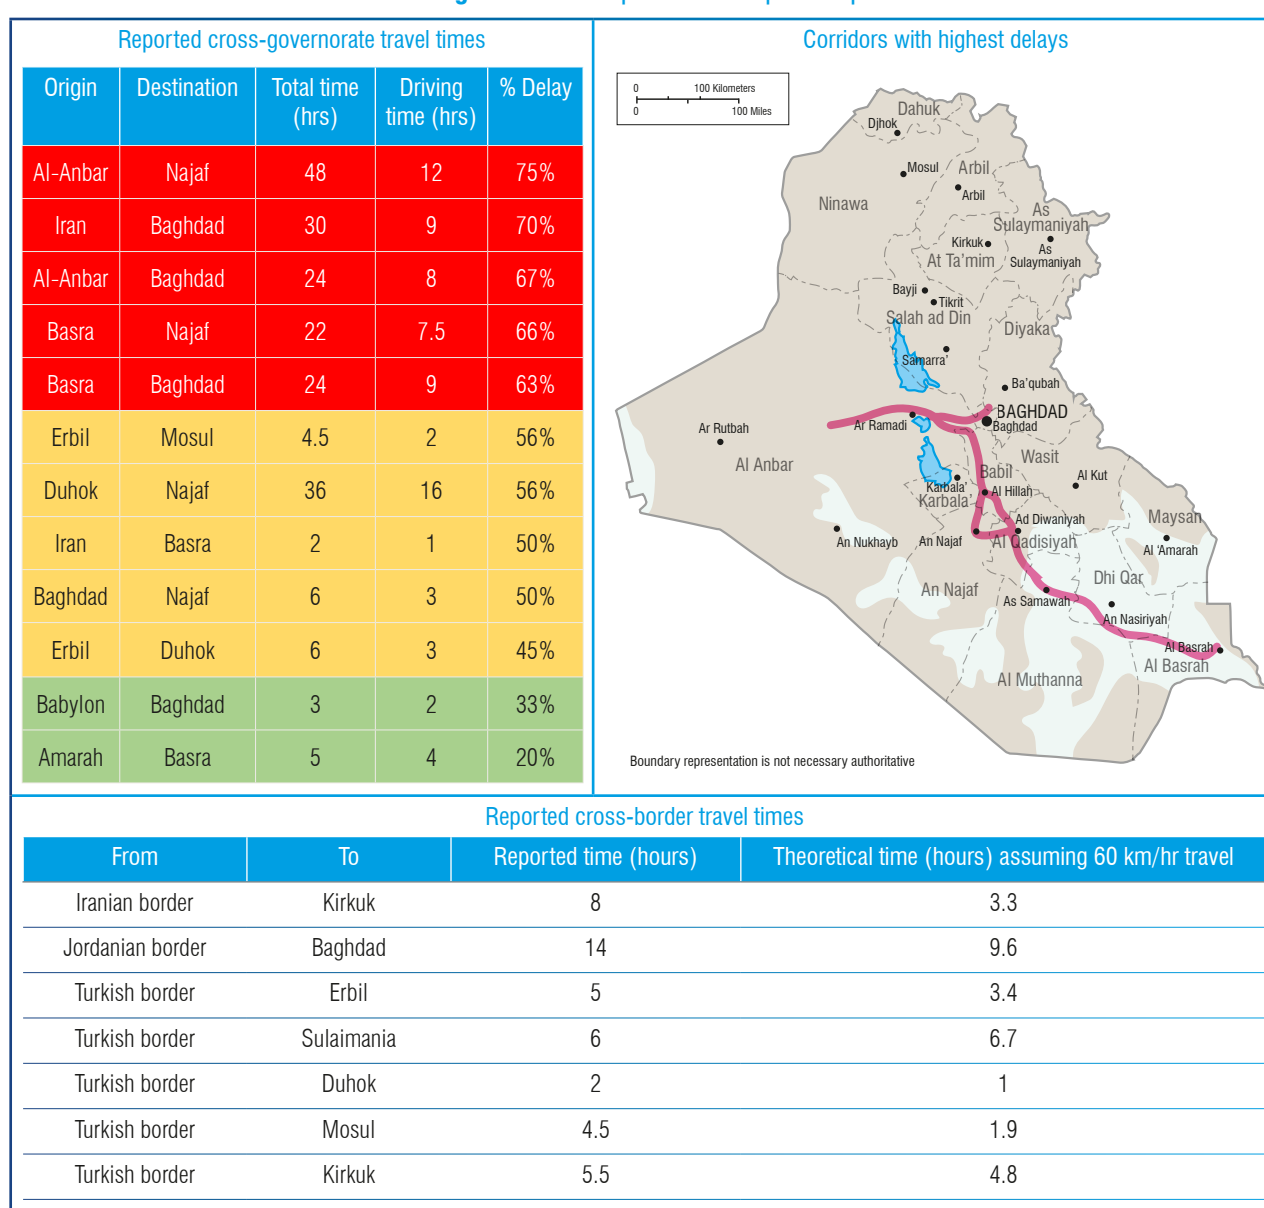 Reported cross-governorate travel times
Origin Destination Total time (hrs) Driving time (hrs) % Delay
Al-Anbar Najaf 48 12 75%
Iran Baghdad 30 9 70%
Al-Anbar Baghdad 24 8 67%
Basra Najaf 22 7.5 66%
Basra Baghdad 24 9 63%
Erbil Mosul 4.5 2 56%
Duhok Najaf 36 16 56%
Iran Basra 2 1 50%
Baghdad Najaf 6 3 50%
Erbil Duhok 6 3 45%
Babylon Baghdad 3 2 33%
Amarah Basra 5 4 20%
Corridors with highest delays
0 100 Kilometers
0 100 Miles
Dahuk
Djhok
Mosul
Arbil
Arbil
Ninawa
As
Sulaymaniyah
Kirkuk
As
Sulaymaniyah
At Ta'mim
Bayji
Tikrit
Salah ad Din
Diyaka
Samarra'
Ba'qubah
BAGHDAD
Baghdad
Ar Ramadi
Ar Rutbah
Al Anbar
Wasit
Babil
Al Kut
Karbala'
Al Hillah
Karbala'
Ad Diwaniyah
Maysan
An Nukhayb
An Najaf
Al Qadisiyah
Al 'Amarah
Dhi Qar
An Najaf
As Samawah
An Nasiriyah
Al Basrah
Al Basrah
Al Muthanna
Boundary representation is not necessary authoritative
Reported cross-border travel times
From To Reported time (hours) Theoretical time (hours) assuming 60 km/hr travel
Iranian border Kirkuk 8 3.3
Jordanian border Baghdad 14 9.6
Turkish border Erbil 5 3.4
Turkish border Sulaimania 6 6.7
Turkish border Duhok 2 1
Turkish border Mosul 4.5 1.9
Turkish border Kirkuk 5.5 4.8